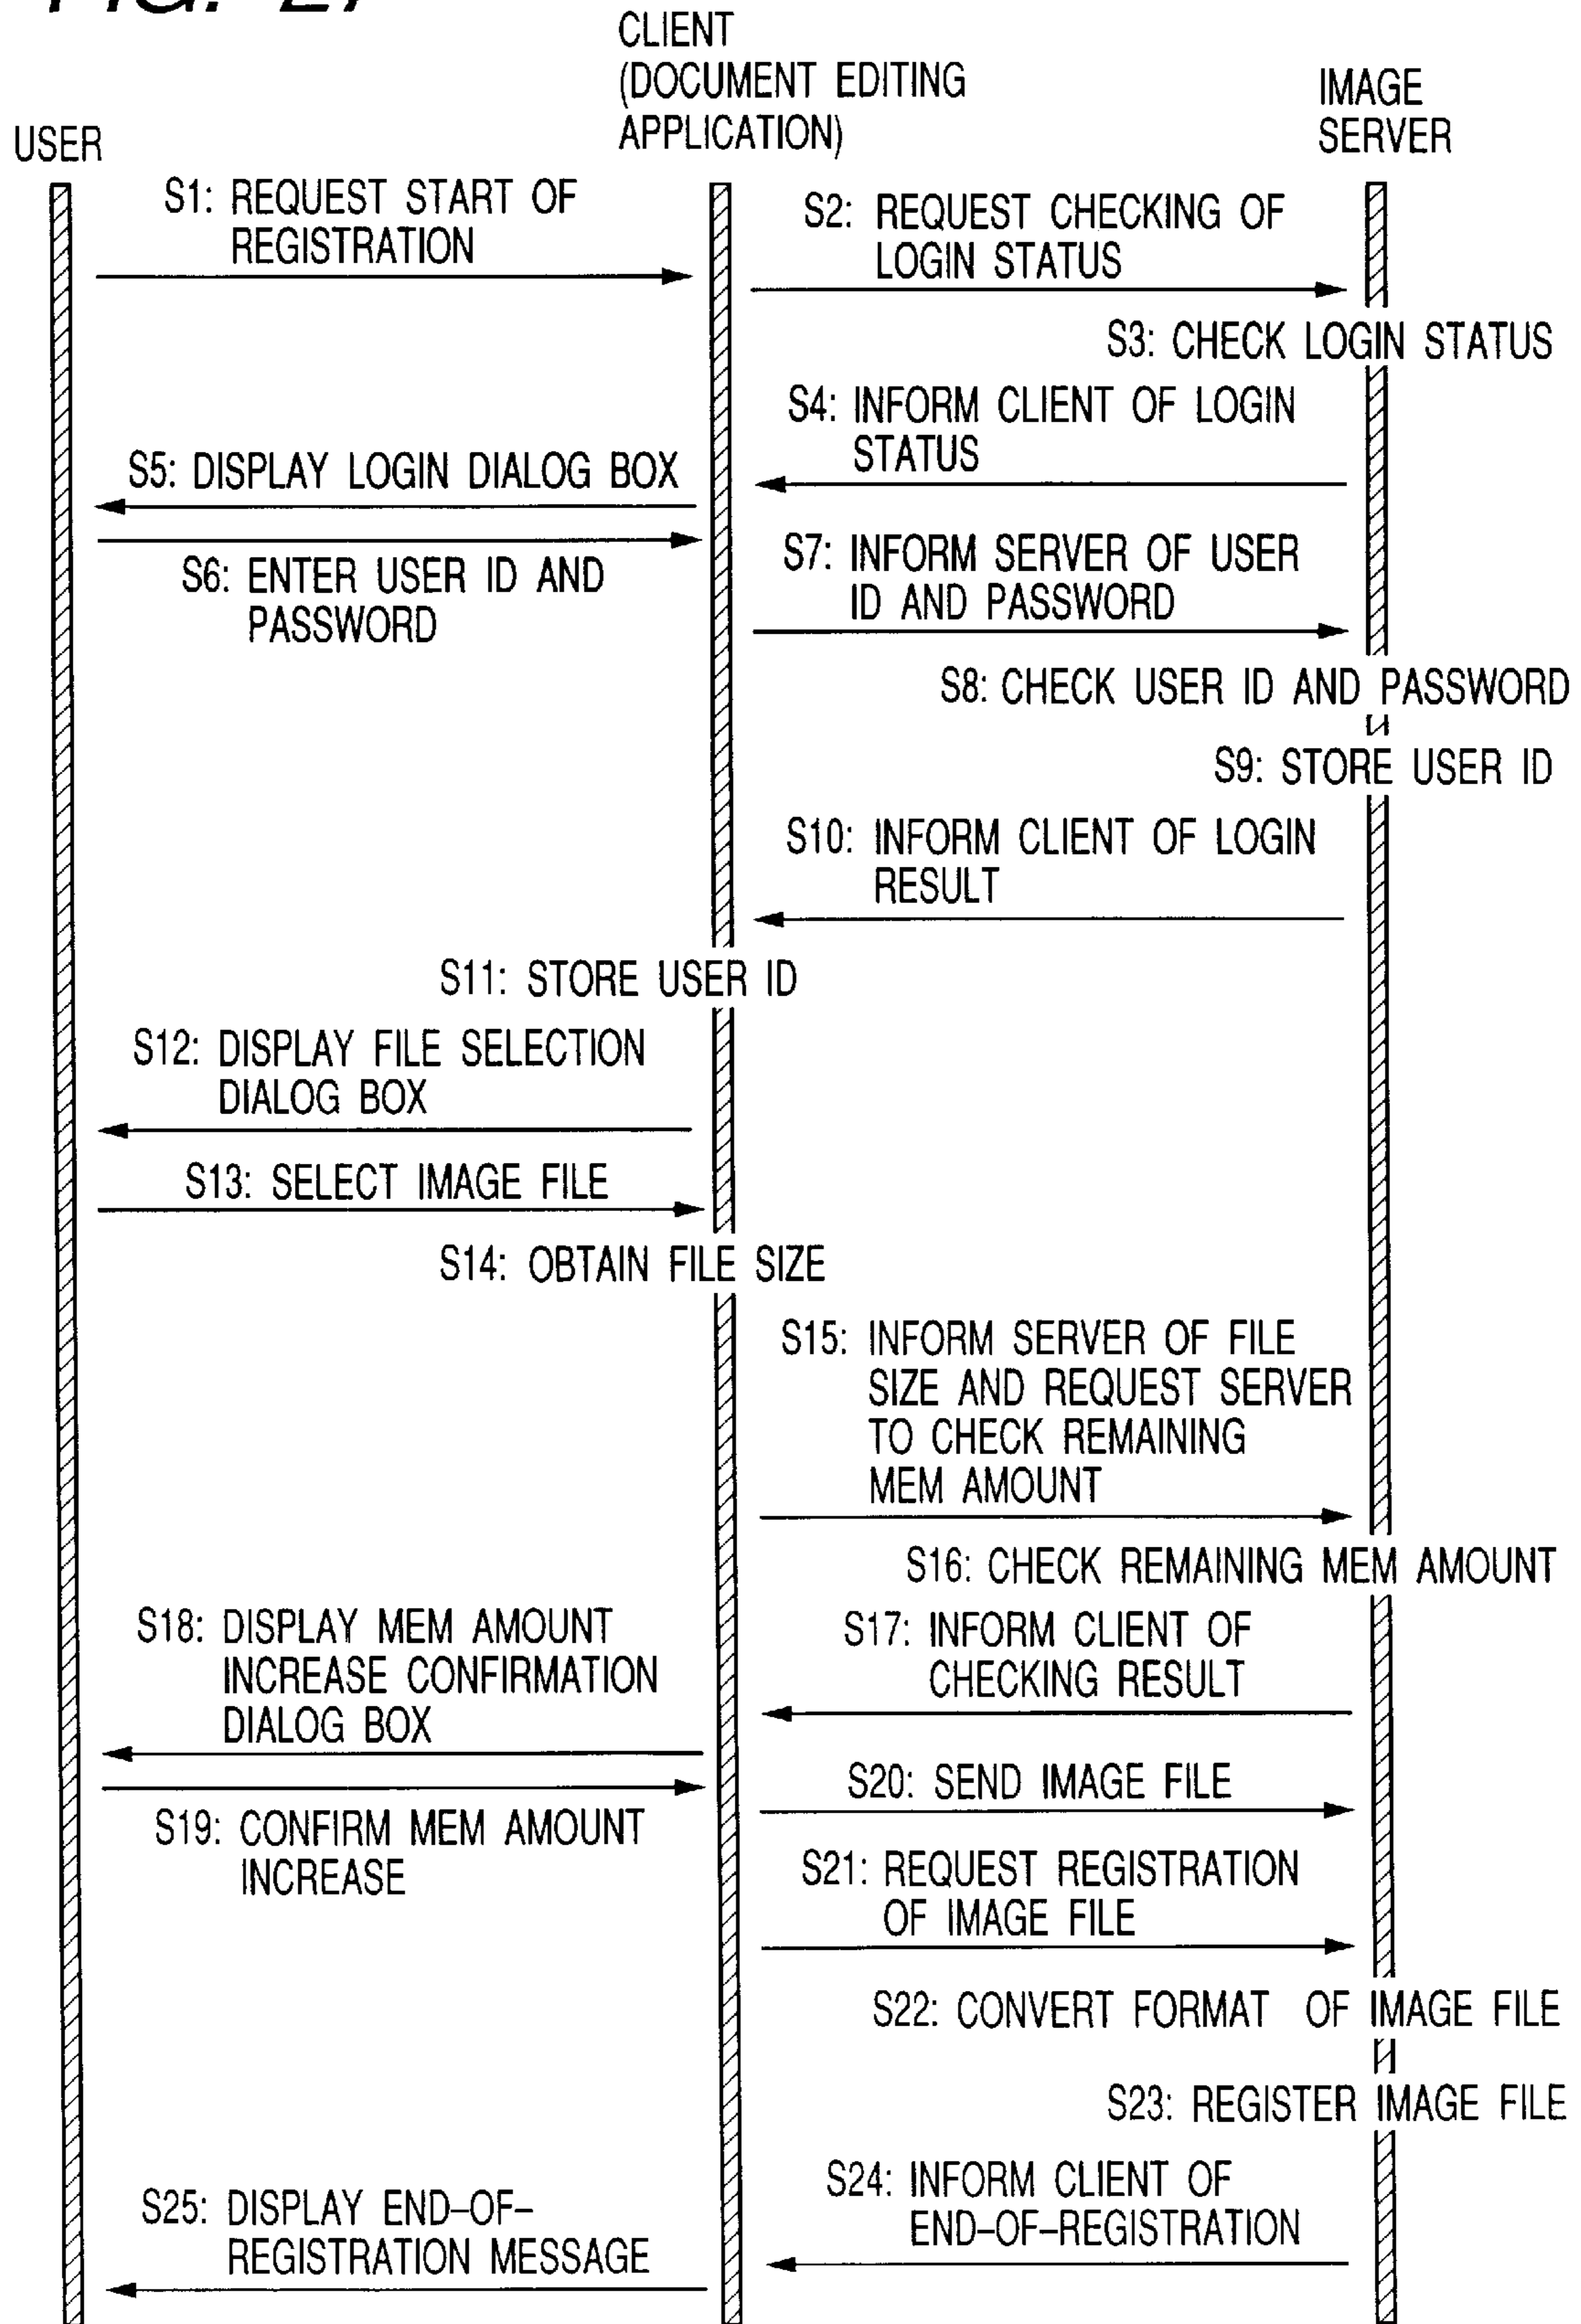 CLIENT
(DOCUMENT EDITING
APPLICATION)
IMAGE
SERVER
USER
S1: REQUEST START OF
REGISTRATION
S2: REQUEST CHECKING OF
LOGIN STATUS
S3: CHECK LOGIN STATUS
S4: INFORM CLIENT OF LOGIN
STATUS
S5: DISPLAY LOGIN DIALOG BOX
S6: ENTER USER ID AND
PASSWORD
S7: INFORM SERVER OF USER
ID AND PASSWORD
S8: CHECK USER ID AND PASSWORD
S9: STORE USER ID
S10: INFORM CLIENT OF LOGIN
RESULT
S11: STORE USER ID
S12: DISPLAY FILE SELECTION
DIALOG BOX
S13: SELECT IMAGE FILE
S14: OBTAIN FILE SIZE
S15: INFORM SERVER OF FILE
SIZE AND REQUEST SERVER
TO CHECK REMAINING
MEM AMOUNT
S16: CHECK REMAINING MEM AMOUNT
S17: INFORM CLIENT OF
CHECKING RESULT
S18: DISPLAY MEM AMOUNT
INCREASE CONFIRMATION
DIALOG BOX
S19: CONFIRM MEM AMOUNT
INCREASE
S20: SEND IMAGE FILE
S21: REQUEST REGISTRATION
OF IMAGE FILE
S22: CONVERT FORMAT OF IMAGE FILE
S23: REGISTER IMAGE FILE
S24: INFORM CLIENT OF
END-OF-REGISTRATION
S25: DISPLAY END-OF-
REGISTRATION MESSAGE